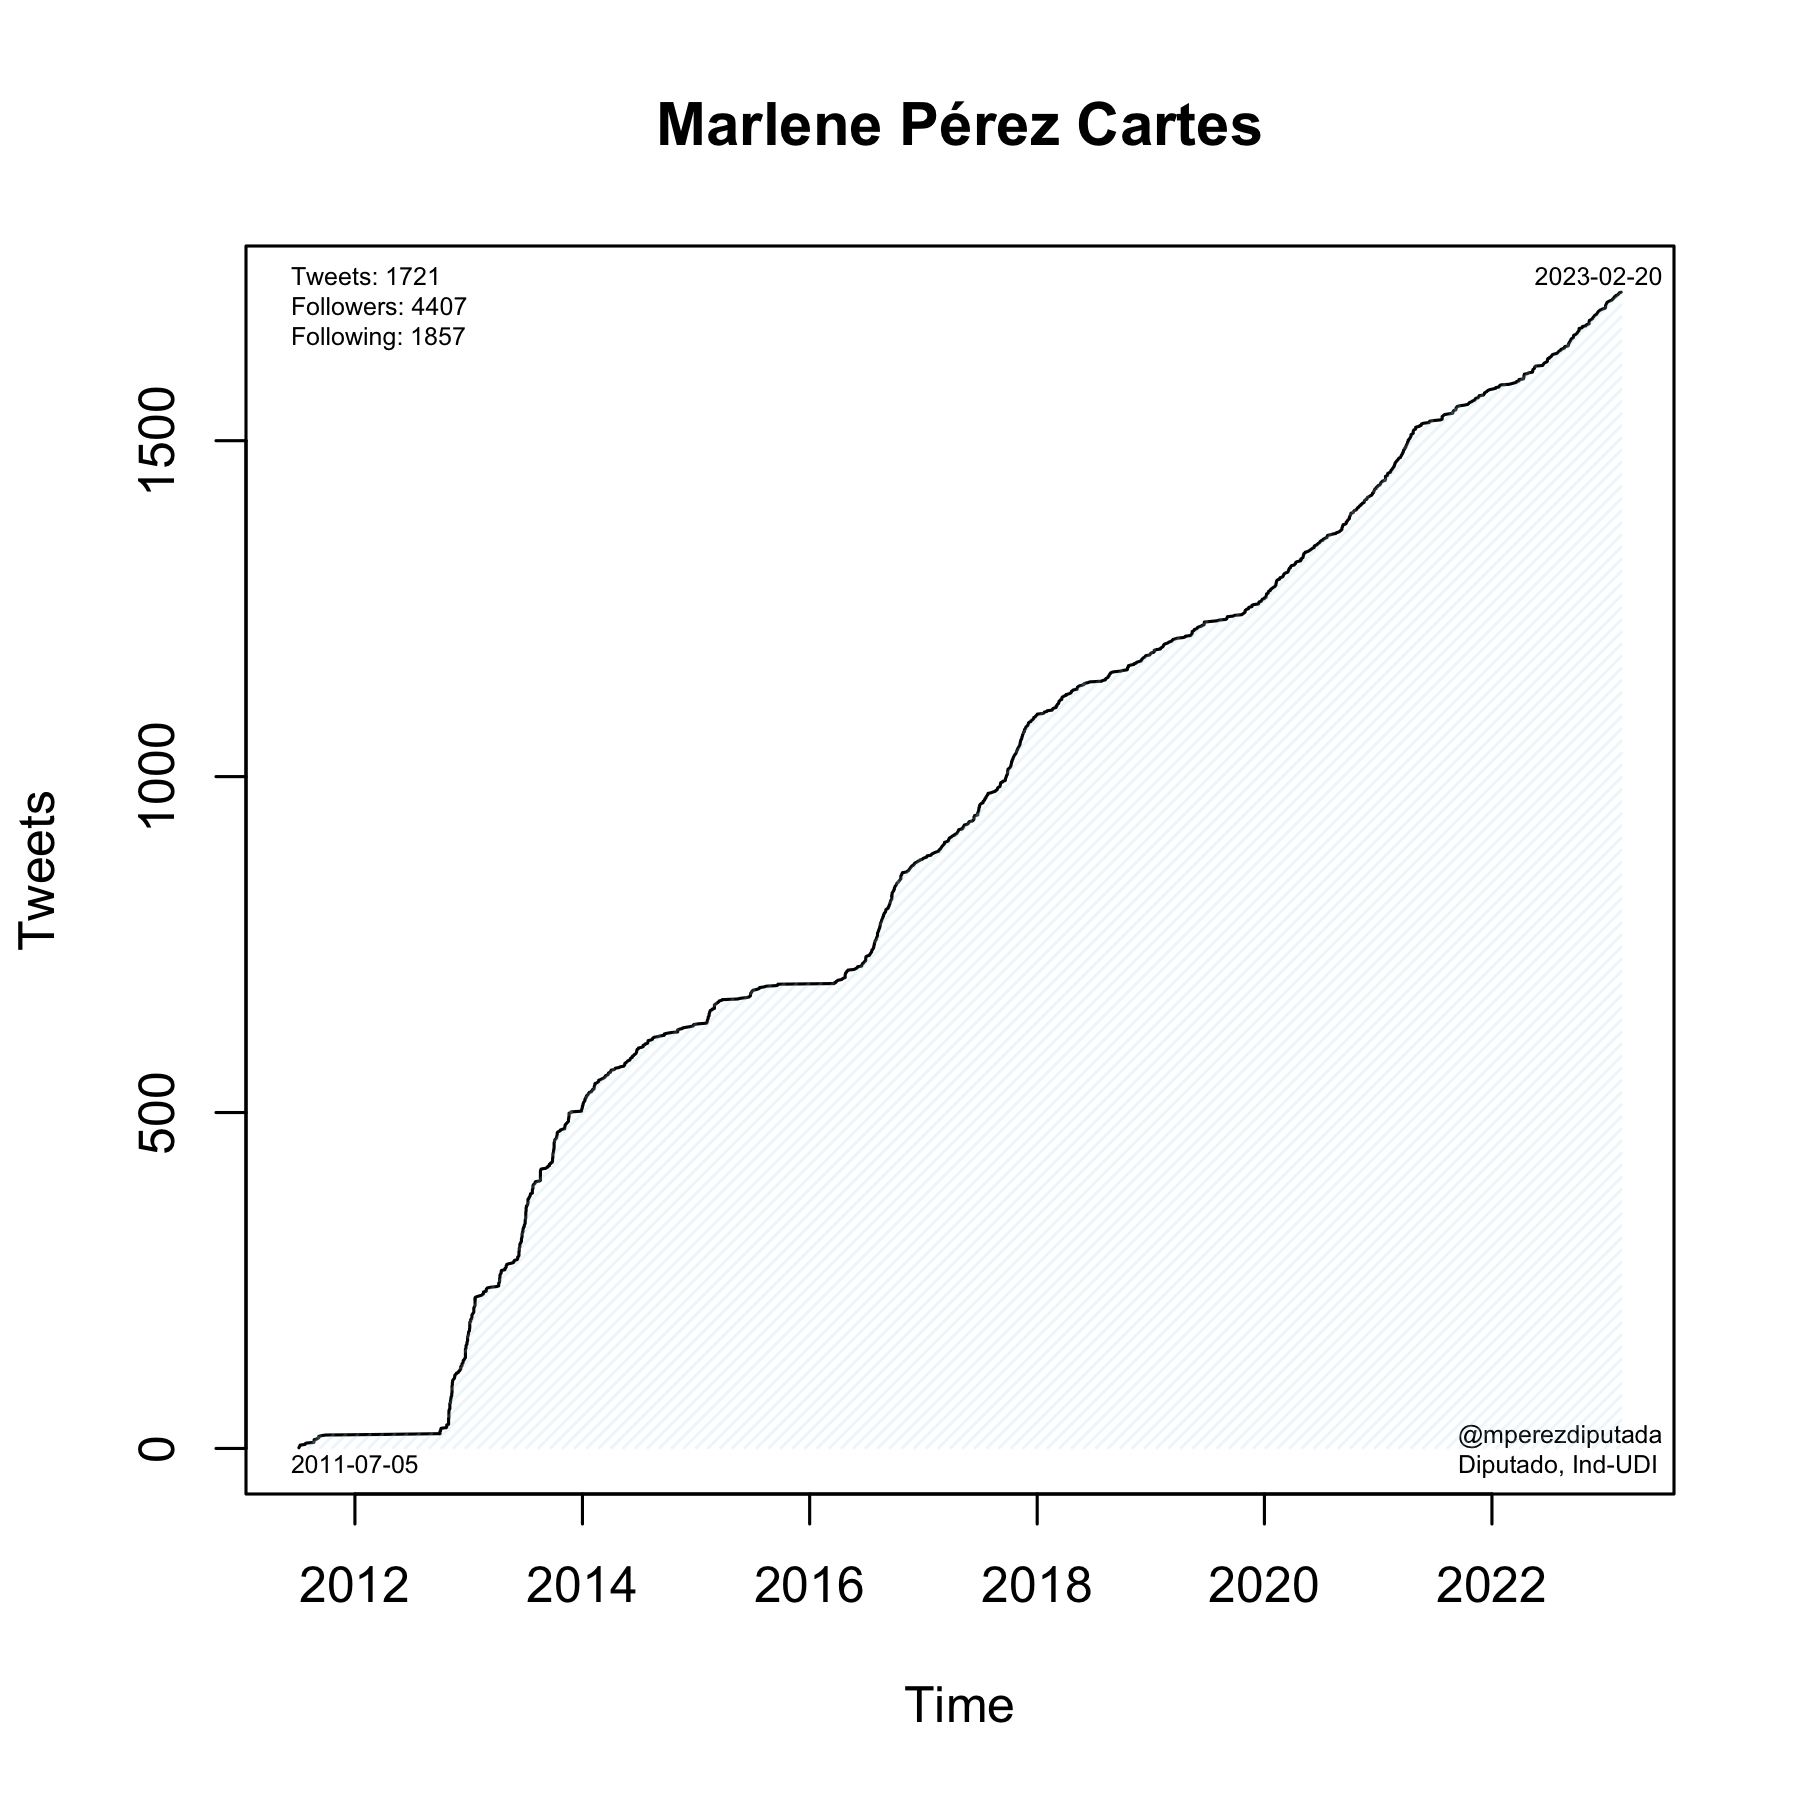 Marlene Pérez Cartes
Tweets: 1721
Followers: 4407
Following: 1857
2023-02-20
Tweets
1500
1000
500
0
2011-07-05
@mperezdiputada
Diputado, Ind-UDI
2012 2014 2016 2018 2020 2022
Time